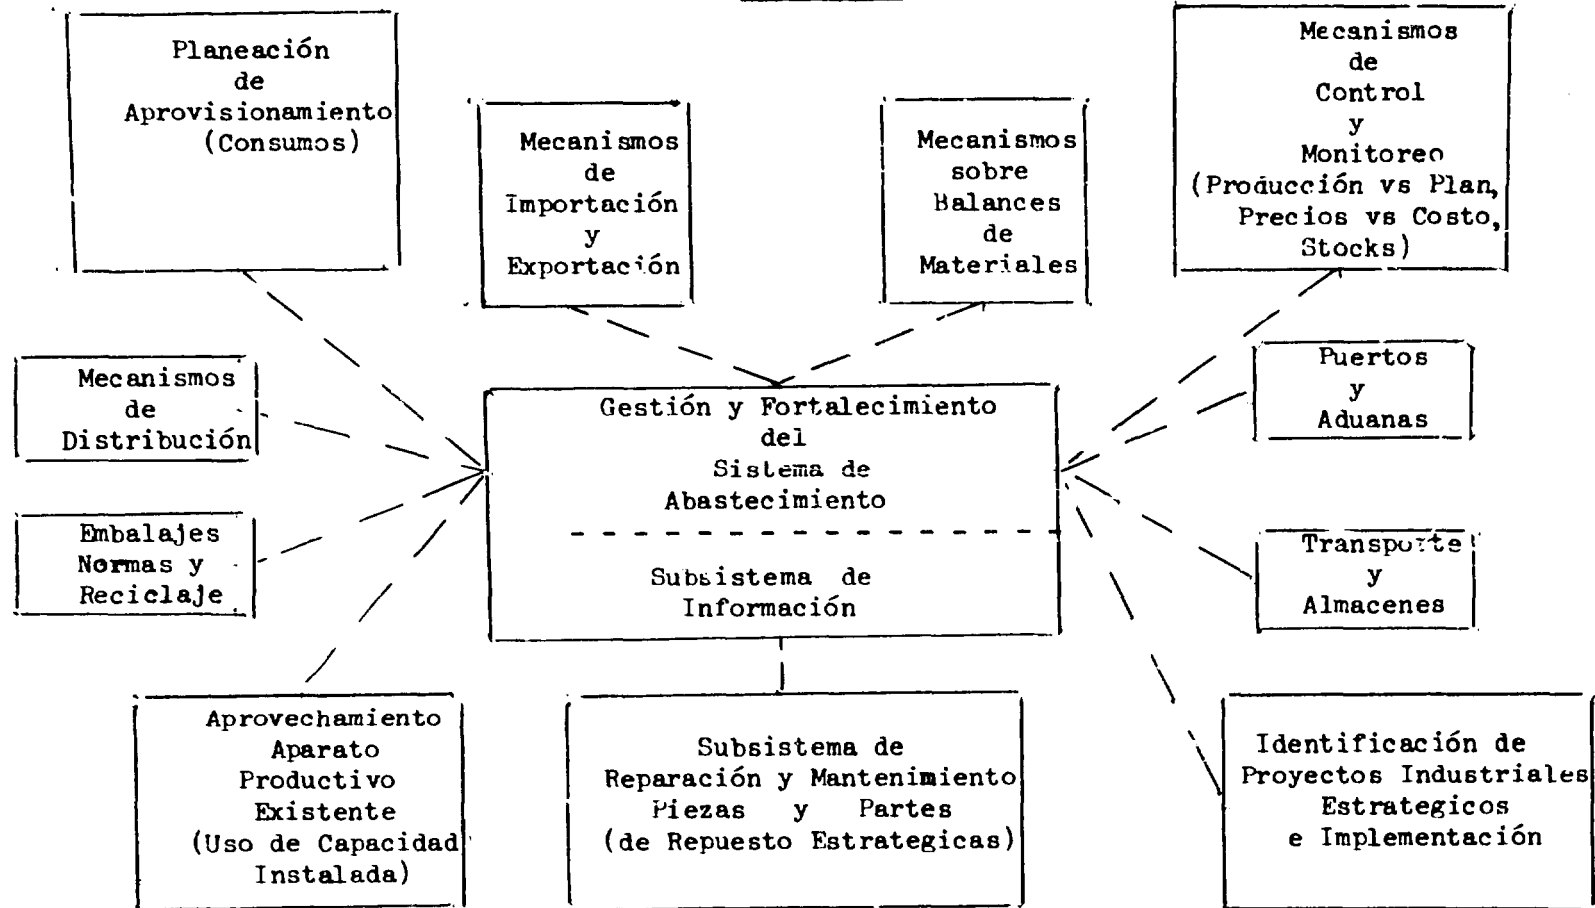 Planeación
de
Aprovisionamiento
(Consumos)
Mecanismos
de
Importación
y
Exportación
Mecanismos
sobre
Balances
de
Materiales
Mecanismos
de
Control
y
Monitoreo
(Producción vs Plan,
Precios vs Costo,
Stocks)
Mecanismos
de
Distribución
Gestión y Fortalecimiento
del
Sistema de
Abastecimiento
Subsistema de
Información
Puertos
y
Aduanas
Embalajes
Normas y
Reciclaje
Transporte
y
Almacenes
Aprovechamiento
Aparato
Productivo
Existente
(Uso de Capacidad
Instalada)
Subsistema de
Reparación y Mantenimiento
Piezas y Partes
(de Repuesto Estrategicas)
Identificación de
Proyectos Industriales
Estrategicos
e Implementación